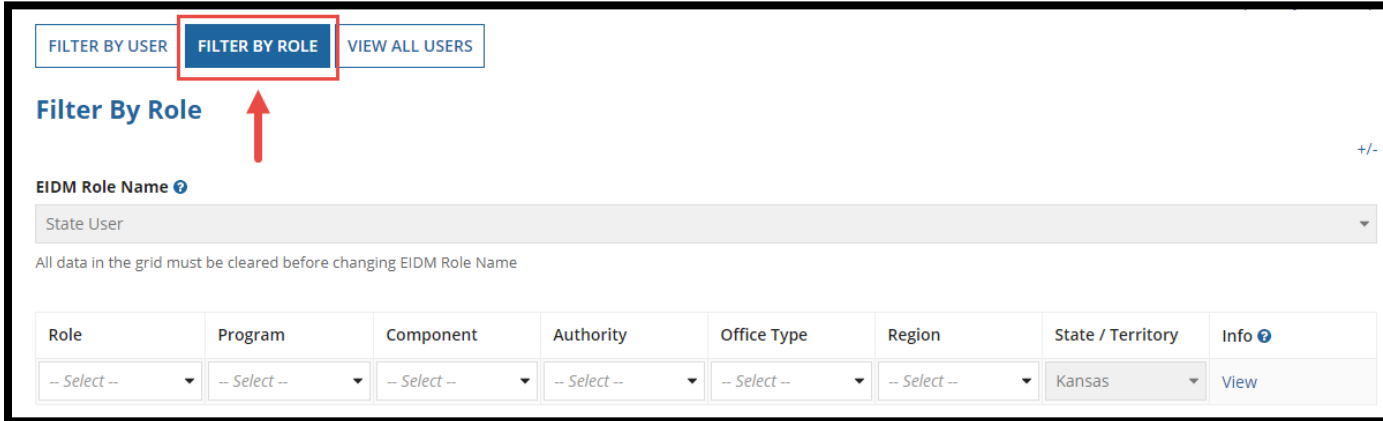 FILTER BY USER FILTER BY ROLE VIEW ALL USERS
Filter By Role
+/-
EIDM Role Name ?
State User
All data in the grid must be cleared before changing EIDM Role Name
Role Program Component Authority Office Type Region State / Territory Info ?
-- Select -- -- Select -- -- Select -- -- Select -- -- Select -- -- Select -- Kansas View